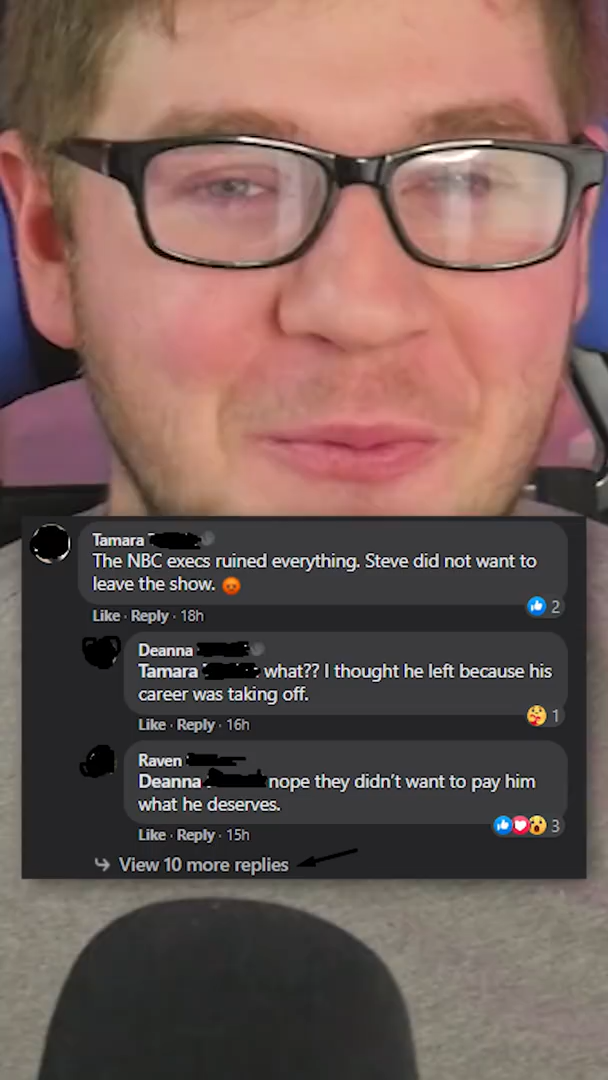 Tamara
The NBC execs ruined everything. Steve did not want to
leave the show. 😡
Like · Reply · 18h
2
Deanna
Tamara what?? I thought he left because his
career was taking off.
Like · Reply · 16h
1
Raven
Deanna nope they didn't want to pay him
what he deserves.
Like · Reply · 15h
3
View 10 more replies